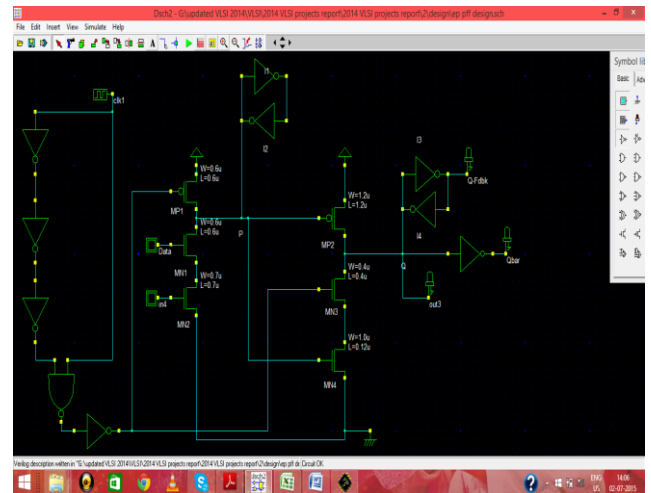 Dsch2 - G:\updated VLSI 2014\VLSI\2014 VLSI projects report\2014 VLSI projects report\2\design\ep pff design.sch
File Edit Insert View Simulate Help
Symbol lib
Basic Adv
clk1
I1
I2
I3
W=0.6u
L=0.6u
MP1
W=0.6u
L=0.6u
Data
MN1
W=0.7u
L=0.7u
in4
MN2
P
W=1.2u
L=1.2u
MP2
Q-Fdbk
I4
Q
Qbar
W=0.4u
L=0.4u
MN3
out3
W=1.0u
L=0.12u
MN4
Verilog description written in "G:\updated VLSI 2014\VLSI\2014 VLSI projects report\2014 VLSI projects report\2\design\ep pff de Circuit OK.
ENG 14:06
US 02-07-2015